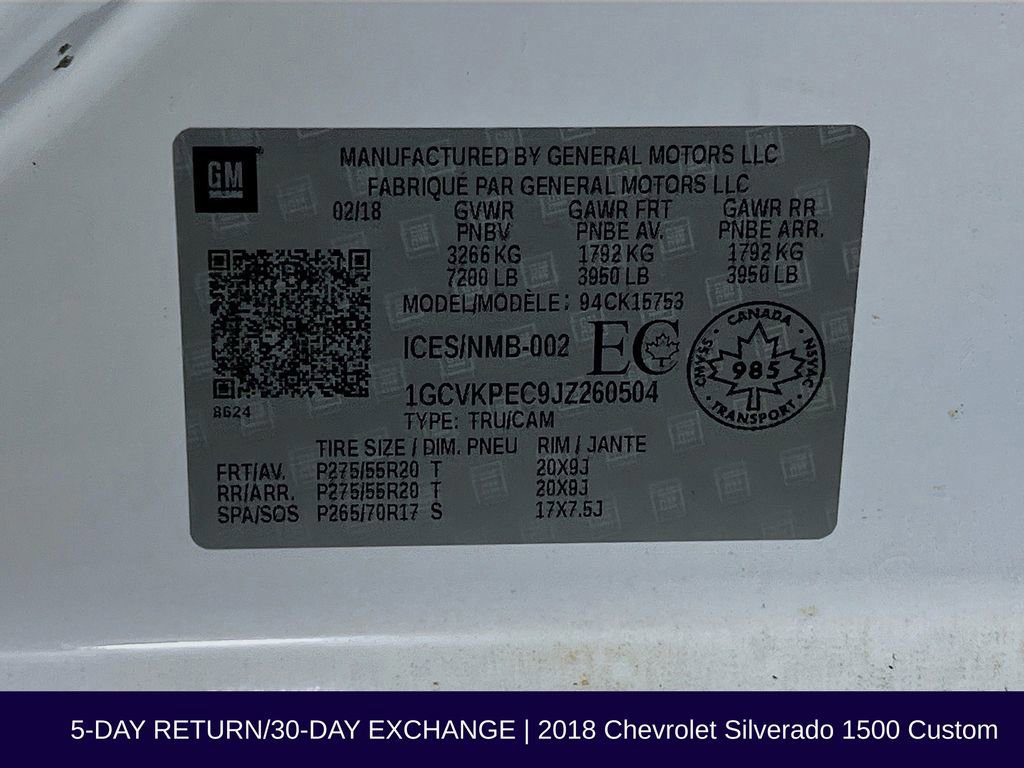 GM
MANUFACTURED BY GENERAL MOTORS LLC
FABRIQUÉ PAR GENERAL MOTORS LLC
02/18 GVWR GAWR FRT GAWR RR
PNBV PNBE AV. PNBE ARR.
3266 KG 1792 KG 1792 KG
7200 LB 3950 LB 3950 LB
MODEL/MODÈLE: 94CK15753
ICES/NMB-002 EC
CANADA
985
TRANSPORT
NSVAC
SSMVC
1GCVKPEC9JZ260504
8624
TYPE: TRU/CAM
TIRE SIZE / DIM. PNEU RIM / JANTE
FRT/AV. P275/55R20 T 20X9J
RR/ARR. P275/55R20 T 20X9J
SPA/SOS P265/70R17 S 17X7.5J
5-DAY RETURN/30-DAY EXCHANGE | 2018 Chevrolet Silverado 1500 Custom